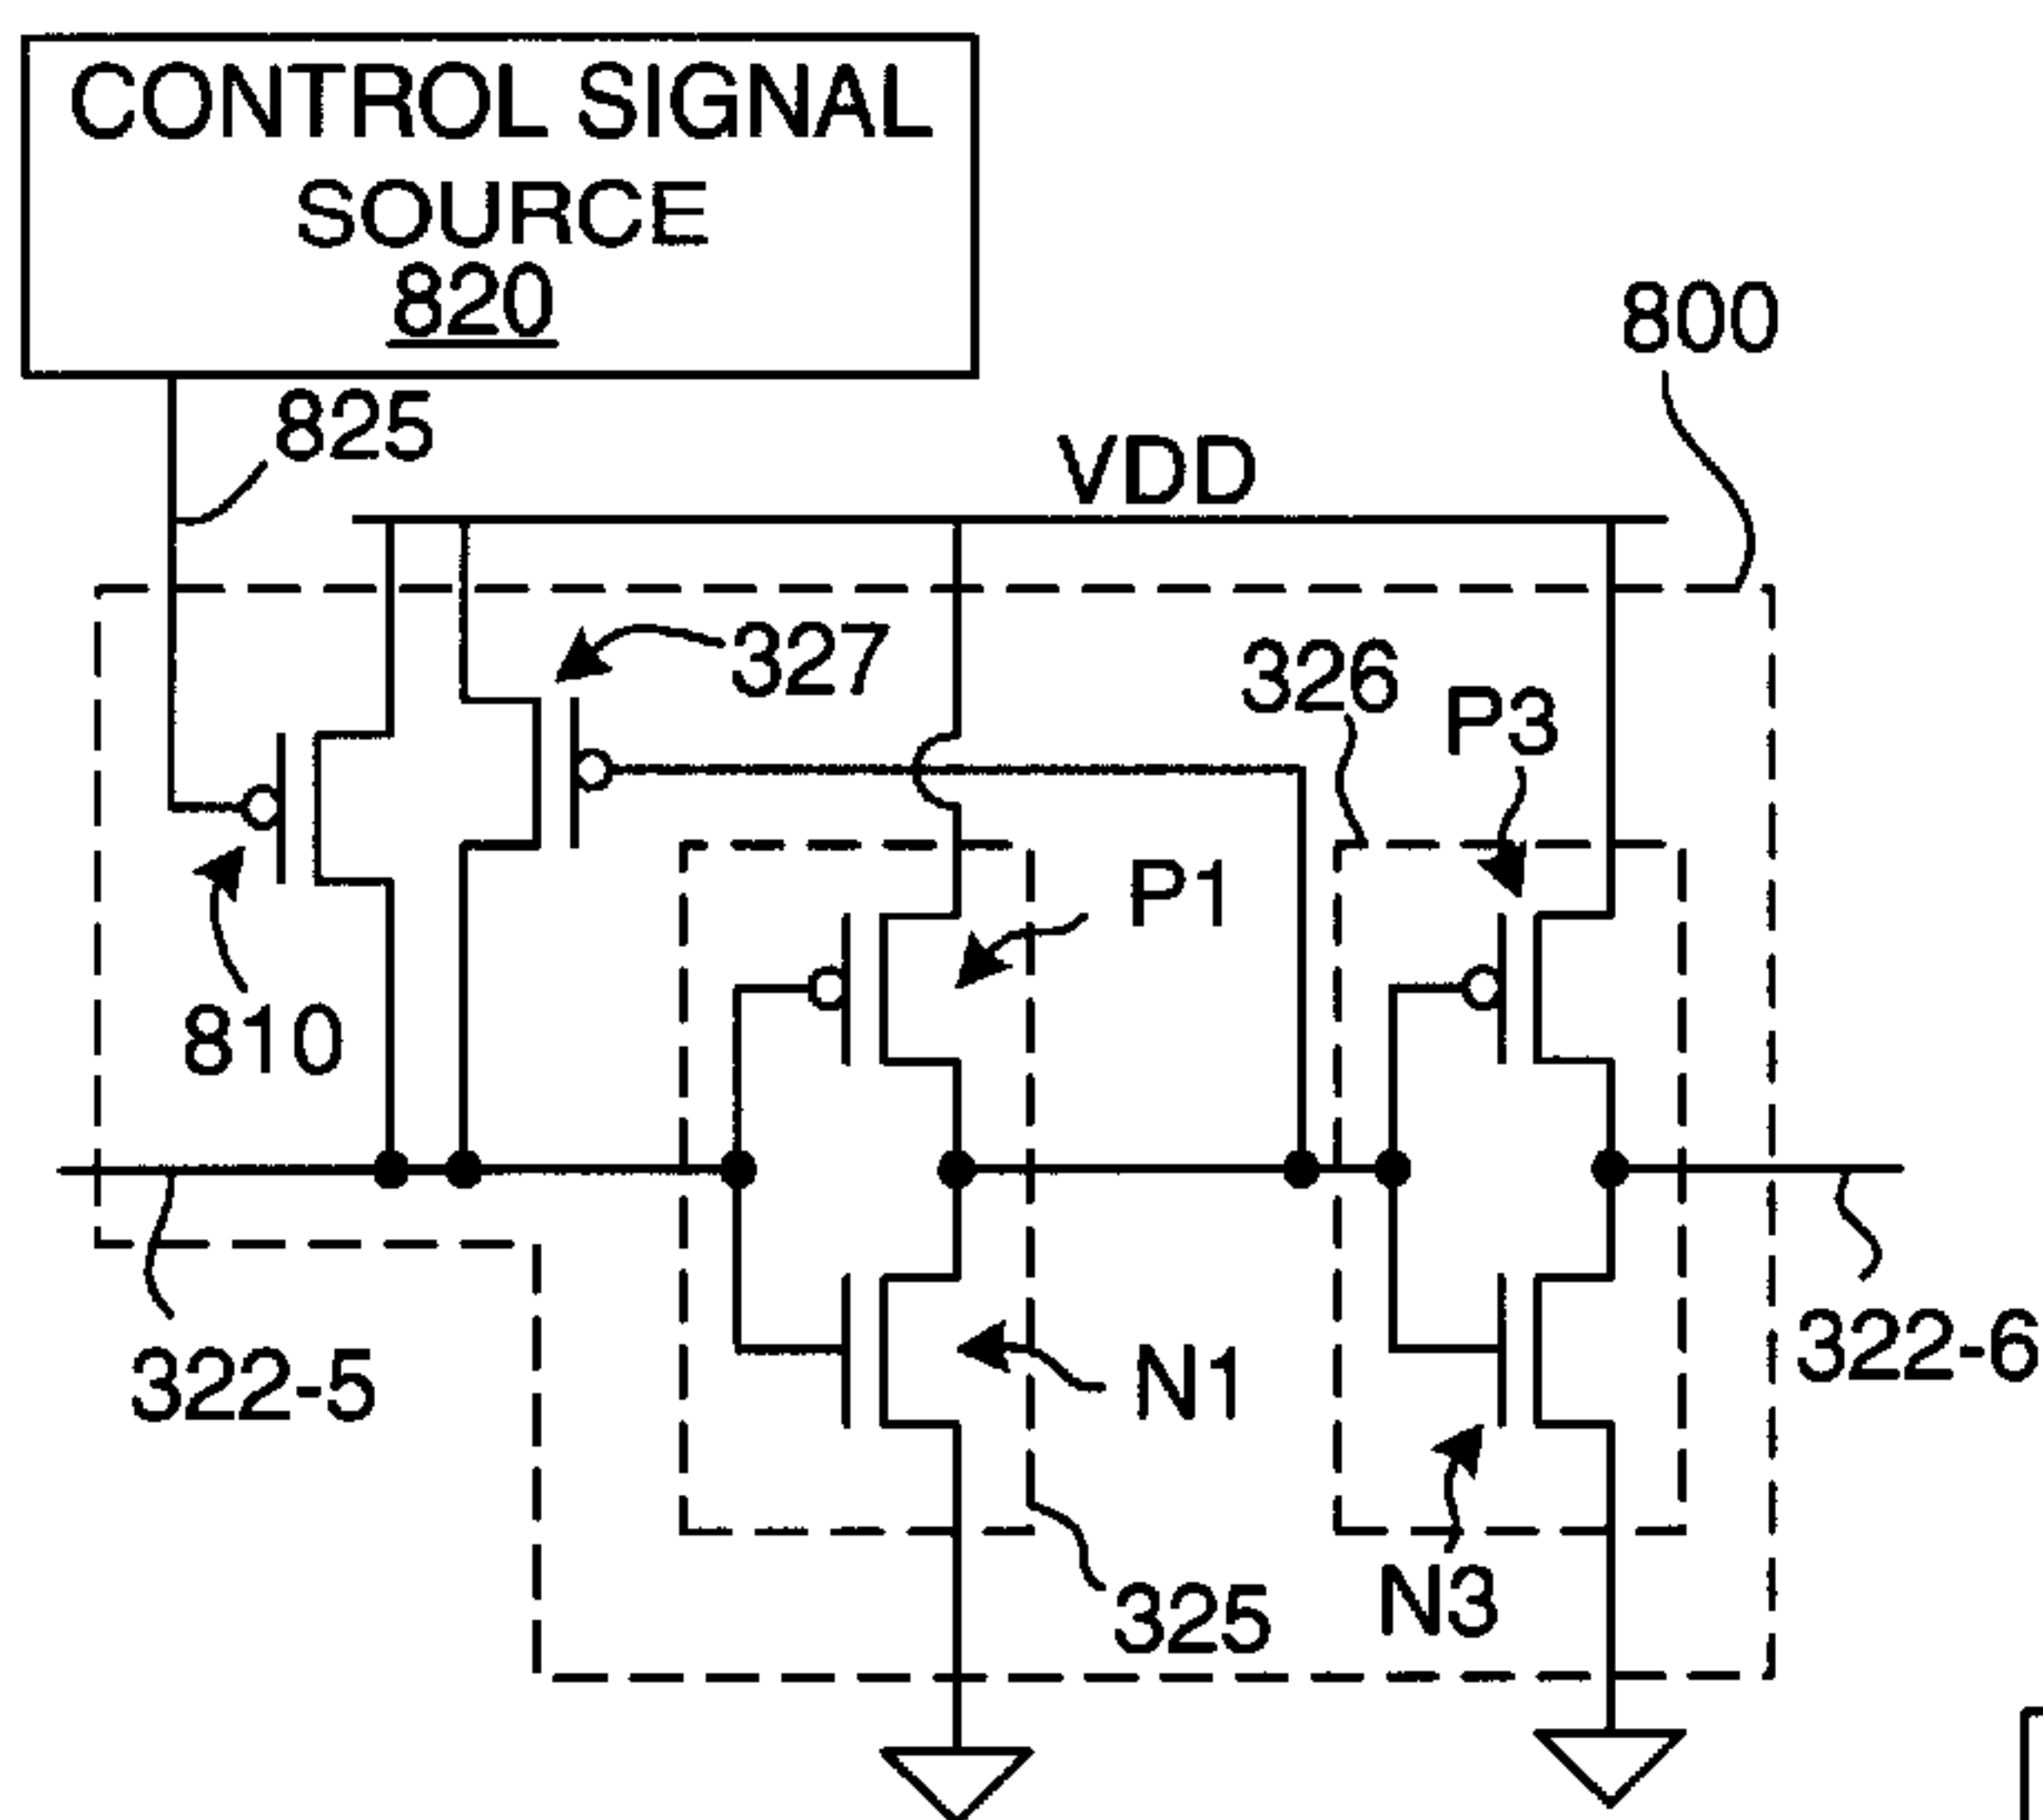 CONTROL SIGNAL
SOURCE
820
825
800
VDD
327
326
P3
P1
810
322-5
N1
322-6
325
N3